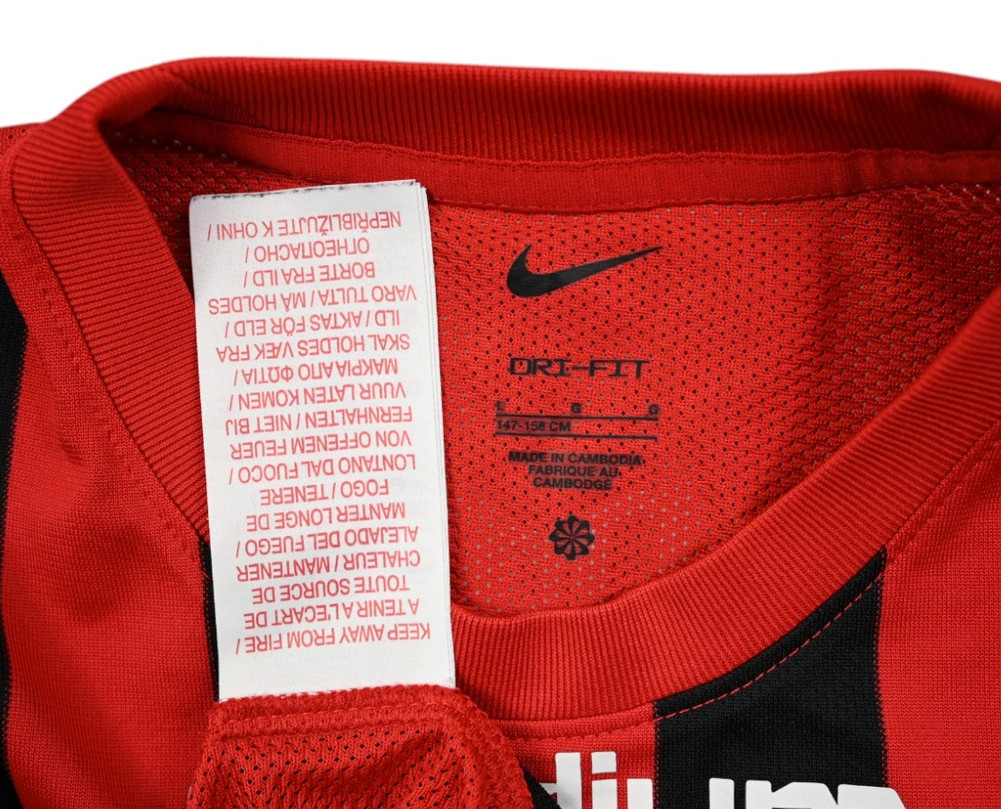 KEEP AWAY FROM FIRE /
A TENIR A L'ECART DE
TOUTE SOURCE DE
CHALEUR / MANTENER
ALEJADO DEL FUEGO /
MANTER LONGE DE
FOGO / TENERE
LONTANO DAL FUOCO /
VON OFFENEM FEUER
FERNHALTEN / NIET BIJ
VUUR LATEN KOMEN /
ΜΑΚΡΙΑ ΑΠΟ ΦΩΤΙΑ /
SKAL HOLDES VÆK FRA
ILD / AKTAS FÖR ELD /
VARO TULTA / MÅ HOLDES
BORTE FRA ILD /
ОГНЕОПАСНО /
NEPŘIBLIŽUJTE K OHNI /
DRI-FIT
L G G
147-158 CM
MADE IN CAMBODIA
FABRIQUE AU
CAMBODGE